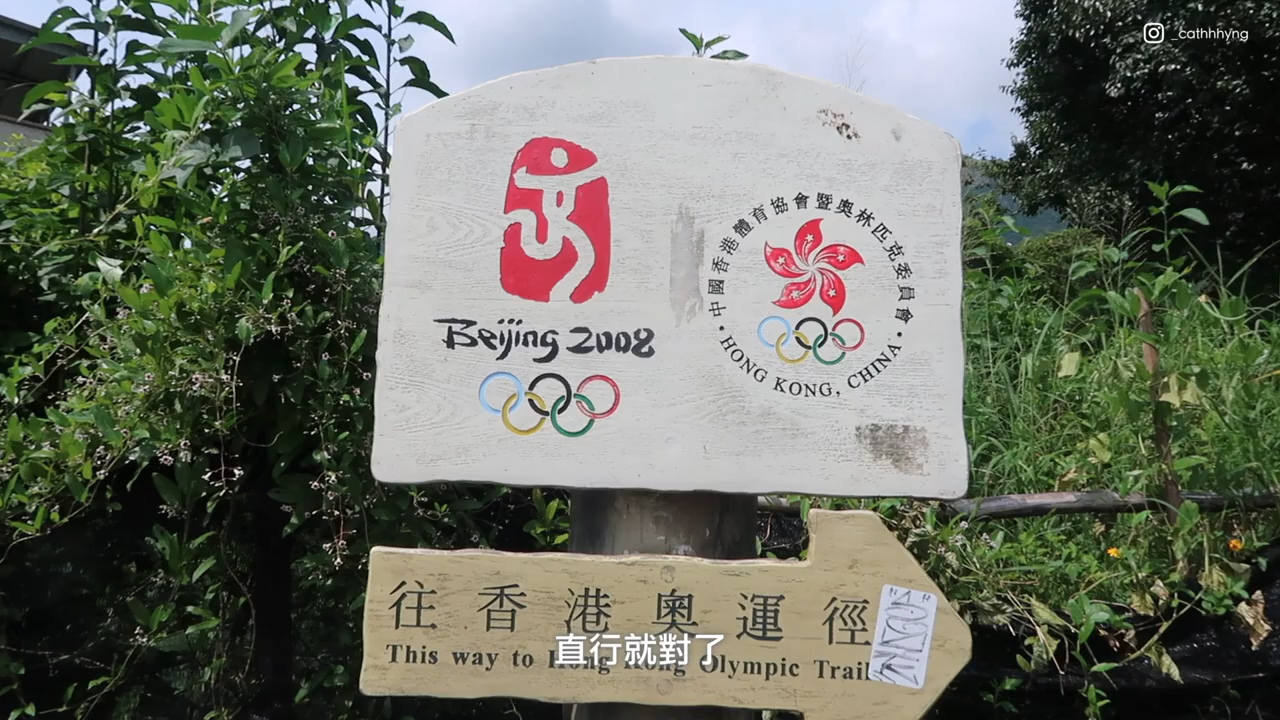 _cathhhyng
Beijing 2008
中國香港體育協會暨奧林匹克委員會
• HONG KONG, CHINA •
往香港奧運徑
This way to Hong Kong Olympic Trail
直行就對了